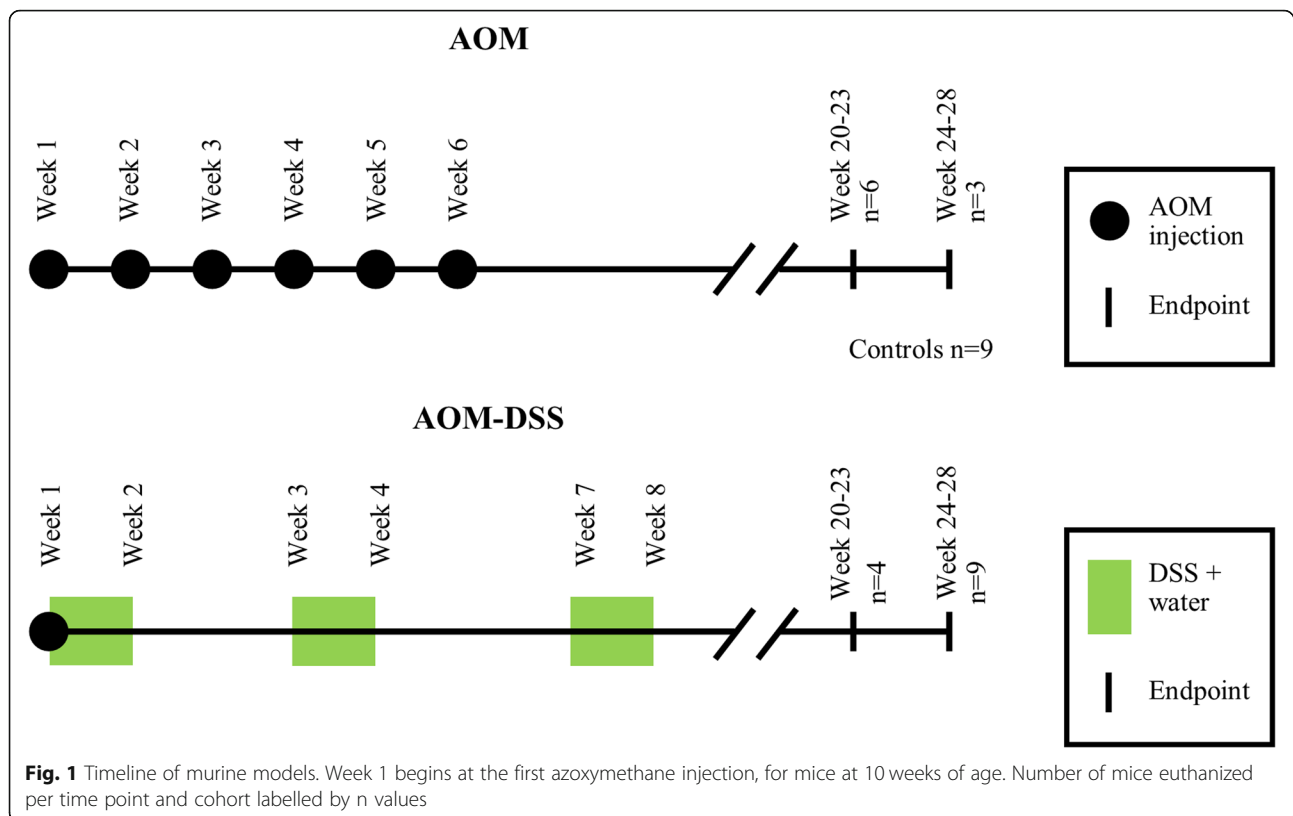 AOM
Week 1
Week 2
Week 3
Week 4
Week 5
Week 6
Week 20-23
n=6
Week 24-28
n=3
AOM
injection
Endpoint
Controls n=9
AOM-DSS
Week 1
Week 2
Week 3
Week 4
Week 7
Week 8
Week 20-23
n=4
Week 24-28
n=9
DSS +
water
Endpoint
Fig. 1 Timeline of murine models. Week 1 begins at the first azoxymethane injection, for mice at 10 weeks of age. Number of mice euthanized
per time point and cohort labelled by n values